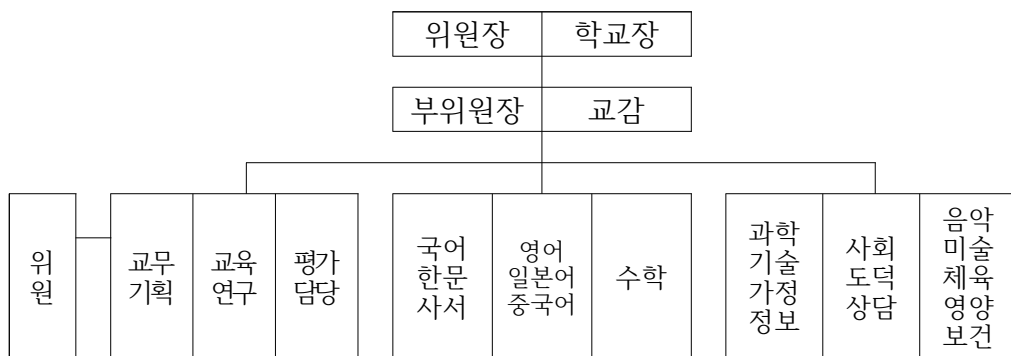 위원장 학교장
부위원장 교감
위
원
교무
기획
교육
연구
평가
담당
국어
한문
사서
영어
일본어
중국어
수학
과학
기술
가정
정보
사회
도덕
상담
음악
미술
체육
영양
보건